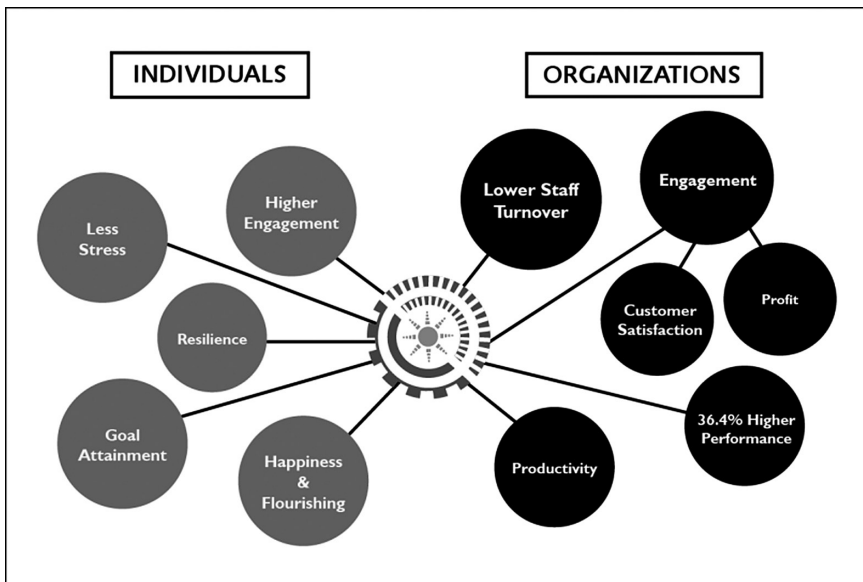 INDIVIDUALS
Less
Stress
Higher
Engagement
Resilience
Goal
Attainment
Happiness
&
Flourishing
ORGANIZATIONS
Lower Staff
Turnover
Engagement
Customer
Satisfaction
Profit
36.4% Higher
Performance
Productivity